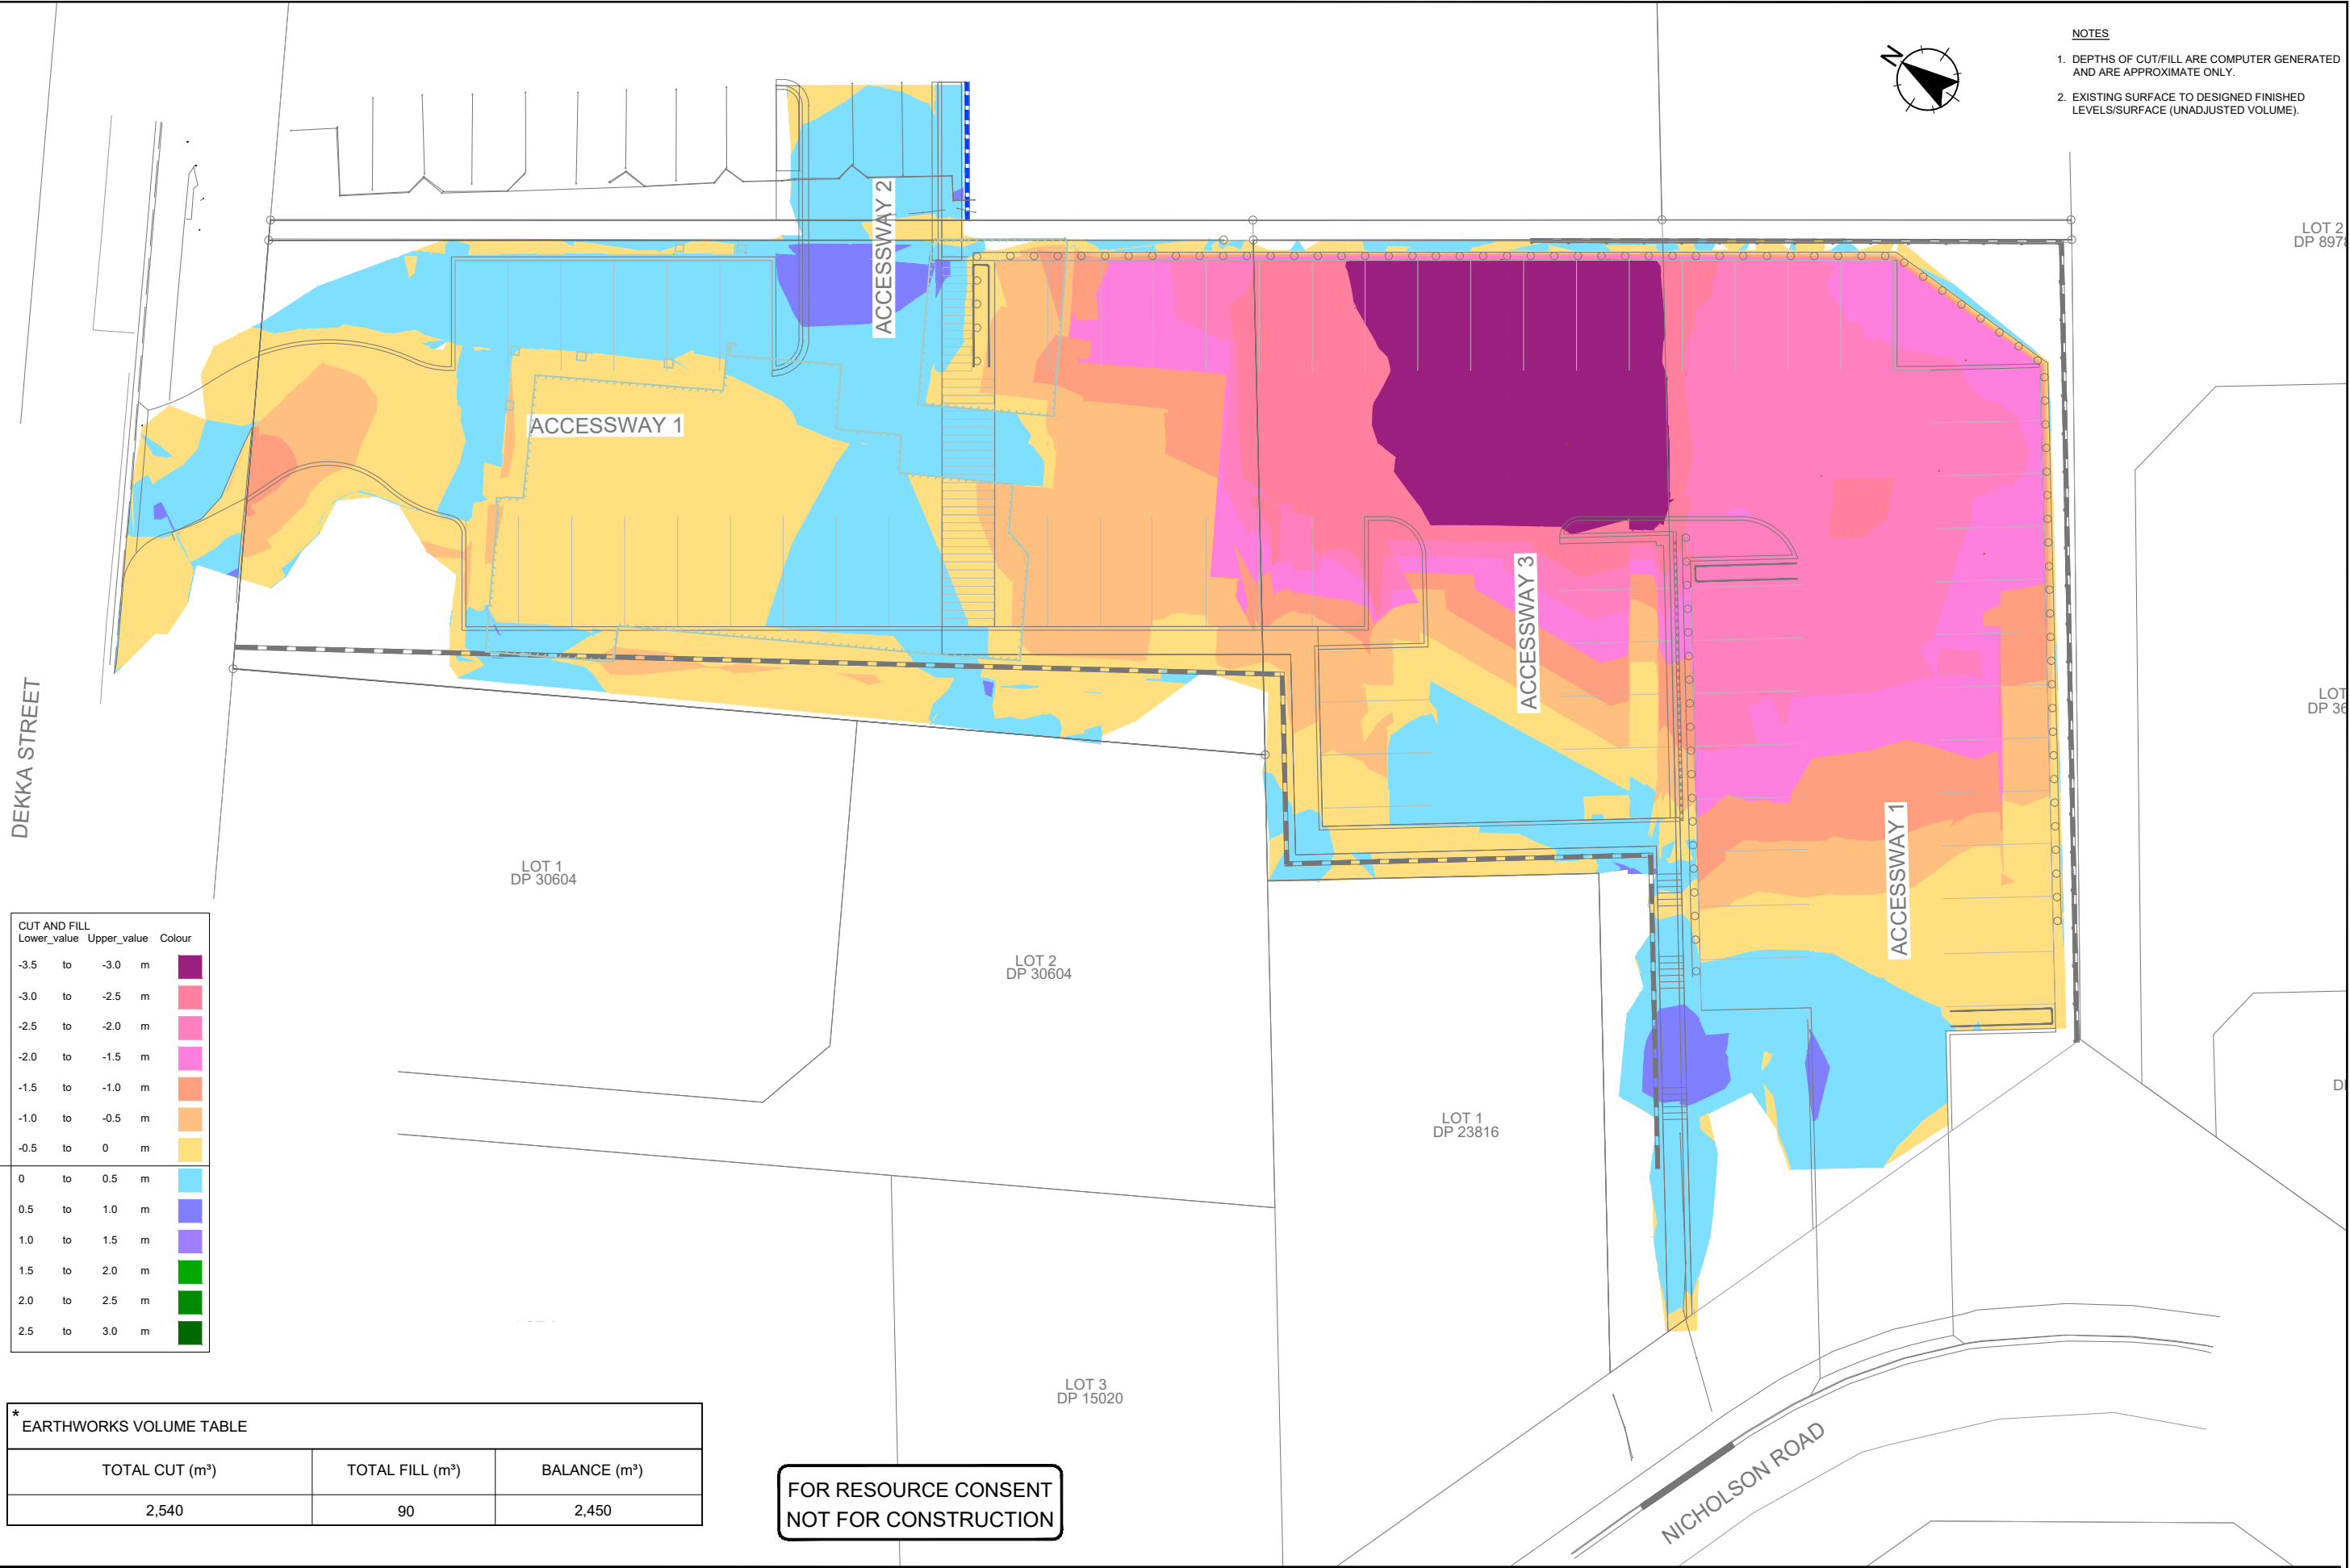 NOTES
1. DEPTHS OF CUT/FILL ARE COMPUTER GENERATED
AND ARE APPROXIMATE ONLY.
2. EXISTING SURFACE TO DESIGNED FINISHED
LEVELS/SURFACE (UNADJUSTED VOLUME).
N
LOT 2
DP 8978
ACCESSWAY 2
ACCESSWAY 1
ACCESSWAY 3
ACCESSWAY 1
LOT
DP 36
DEKKA STREET
LOT 1
DP 30604
LOT 2
DP 30604
LOT 1
DP 23816
LOT 3
DP 15020
NICHOLSON ROAD
CUT AND FILL
Lower_value Upper_value Colour
-3.5 to -3.0 m
-3.0 to -2.5 m
-2.5 to -2.0 m
-2.0 to -1.5 m
-1.5 to -1.0 m
-1.0 to -0.5 m
-0.5 to 0 m
0 to 0.5 m
0.5 to 1.0 m
1.0 to 1.5 m
1.5 to 2.0 m
2.0 to 2.5 m
2.5 to 3.0 m
* EARTHWORKS VOLUME TABLE
TOTAL CUT (m³) TOTAL FILL (m³) BALANCE (m³)
2,540 90 2,450
FOR RESOURCE CONSENT
NOT FOR CONSTRUCTION